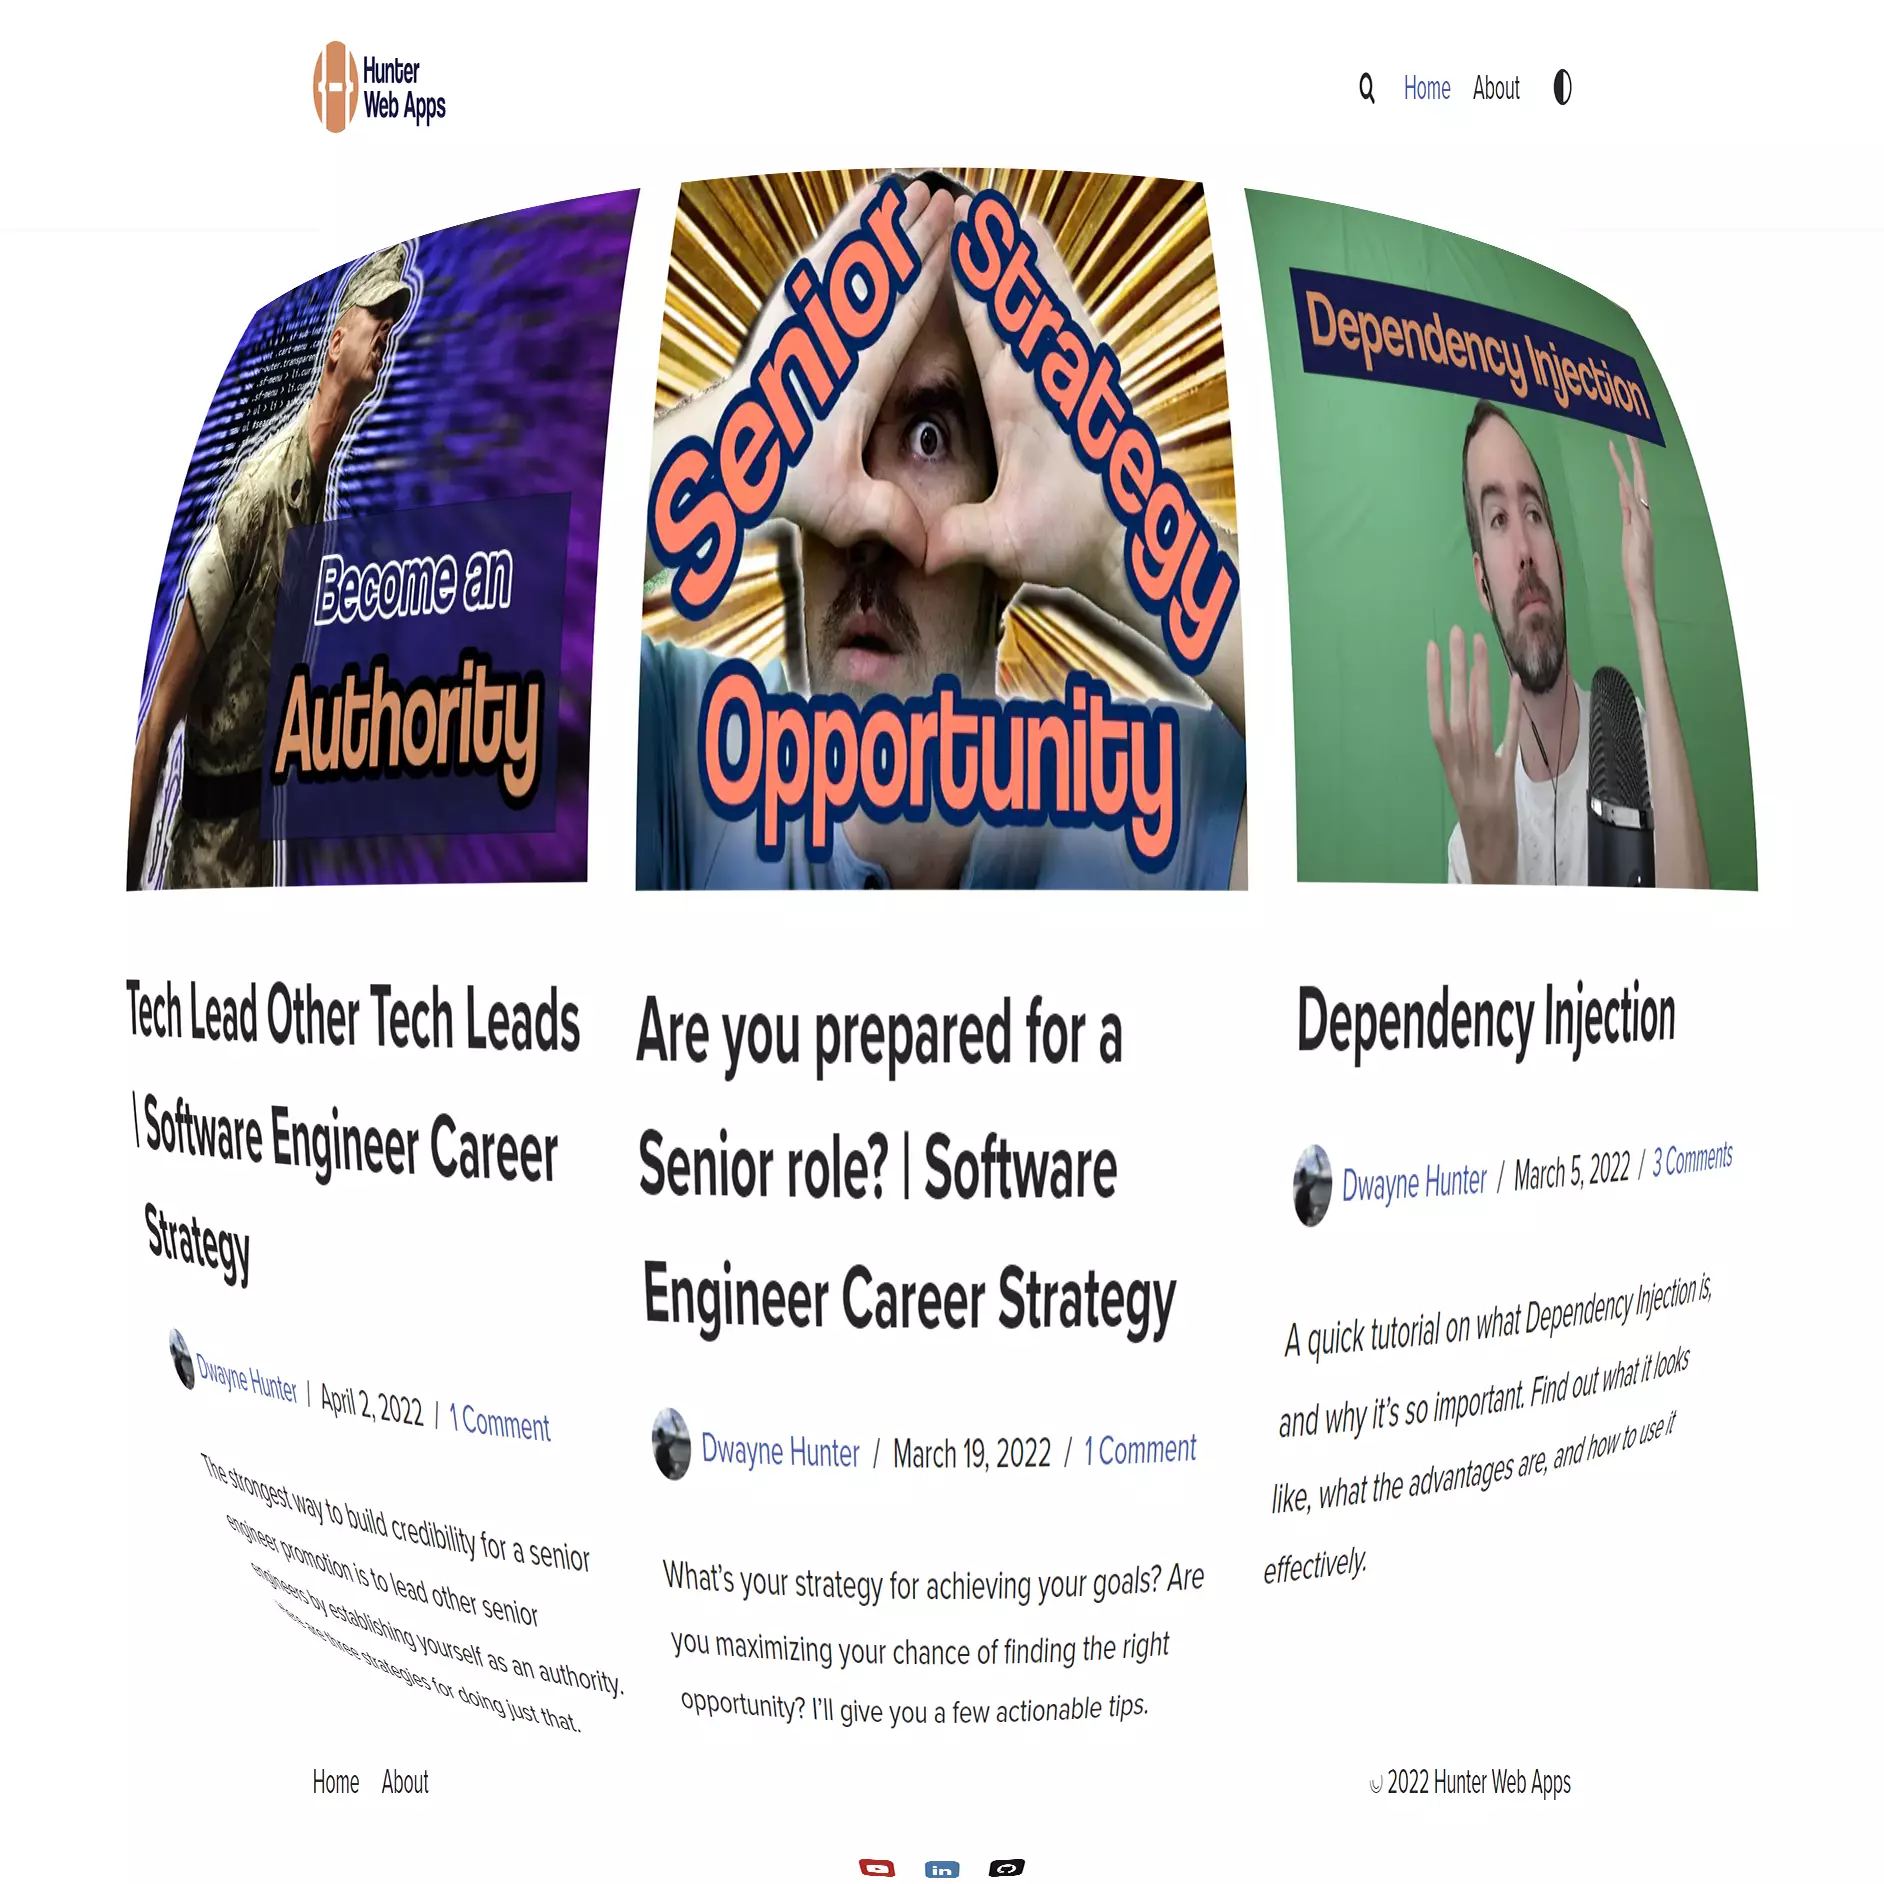 Hunter
Web Apps
Home
About
Become an
Authority
Senior
Strategy
Opportunity
Dependency Injection
Tech Lead Other Tech Leads
| Software Engineer Career
Strategy
Dwayne Hunter | April 2, 2022 | 1 Comment
The strongest way to build credibility for a senior
engineer promotion is to lead other senior
engineers by establishing yourself as an authority.
are three strategies for doing just that.
Are you prepared for a
Senior role? | Software
Engineer Career Strategy
Dwayne Hunter / March 19, 2022 / 1 Comment
What's your strategy for achieving your goals? Are
you maximizing your chance of finding the right
opportunity? I'll give you a few actionable tips.
Dependency Injection
Dwayne Hunter / March 5, 2022 / 3 Comments
A quick tutorial on what Dependency Injection is,
and why it's so important. Find out what it looks
like, what the advantages are, and how to use it
effectively.
Home About
2022 Hunter Web Apps
in